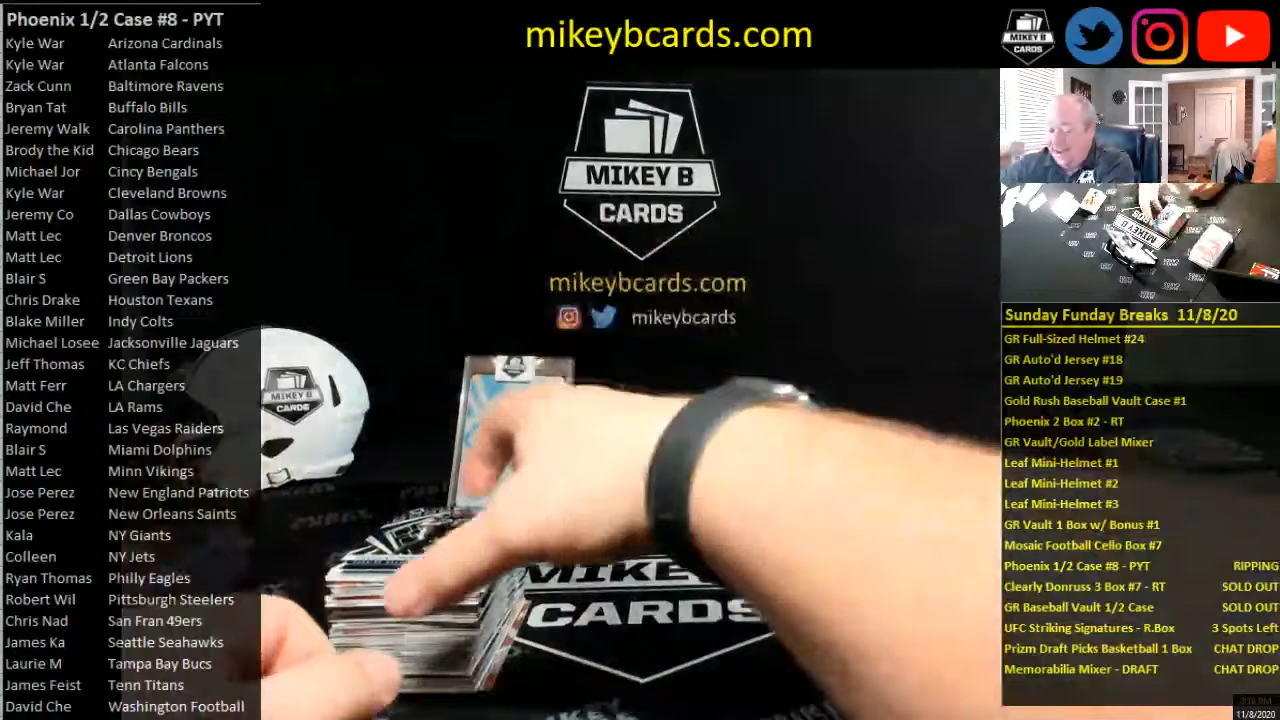 Phoenix 1/2 Case #8 - PYT
Kyle War Arizona Cardinals
Kyle War Atlanta Falcons
Zack Cunn Baltimore Ravens
Bryan Tat Buffalo Bills
Jeremy Walk Carolina Panthers
Brody the Kid Chicago Bears
Michael Jor Cincy Bengals
Kyle War Cleveland Browns
Jeremy Co Dallas Cowboys
Matt Lec Denver Broncos
Matt Lec Detroit Lions
Blair S Green Bay Packers
Chris Drake Houston Texans
Blake Miller Indy Colts
Michael Losee Jacksonville Jaguars
Jeff Thomas KC Chiefs
Matt Ferr LA Chargers
David Che LA Rams
Raymond Las Vegas Raiders
Blair S Miami Dolphins
Matt Lec Minn Vikings
Jose Perez New England Patriots
Jose Perez New Orleans Saints
Kala NY Giants
Colleen NY Jets
Ryan Thomas Philly Eagles
Robert Wil Pittsburgh Steelers
Chris Nad San Fran 49ers
James Ka Seattle Seahawks
Laurie M Tampa Bay Bucs
James Feist Tenn Titans
David Che Washington Football
mikeybcards.com
MIKEY B
CARDS
mikeybcards.com
mikeybcards
MIKEY B
CARDS
MIKE
CARDS
MIKEY B
CARDS
MIKEY B
CARDS
Sunday Funday Breaks 11/8/20
GR Full-Sized Helmet #24
GR Auto'd Jersey #18
GR Auto'd Jersey #19
Gold Rush Baseball Vault Case #1
Phoenix 2 Box #2 - RT
GR Vault/Gold Label Mixer
Leaf Mini-Helmet #1
Leaf Mini-Helmet #2
Leaf Mini-Helmet #3
GR Vault 1 Box w/ Bonus #1
Mosaic Football Cello Box #7
Phoenix 1/2 Case #8 - PYT RIPPING
Clearly Donruss 3 Box #7 - RT SOLD OUT
GR Baseball Vault 1/2 Case SOLD OUT
UFC Striking Signatures - R.Box 3 Spots Left
Prizm Draft Picks Basketball 1 Box CHAT DROP
Memorabilia Mixer - DRAFT CHAT DROP
11/8/2020